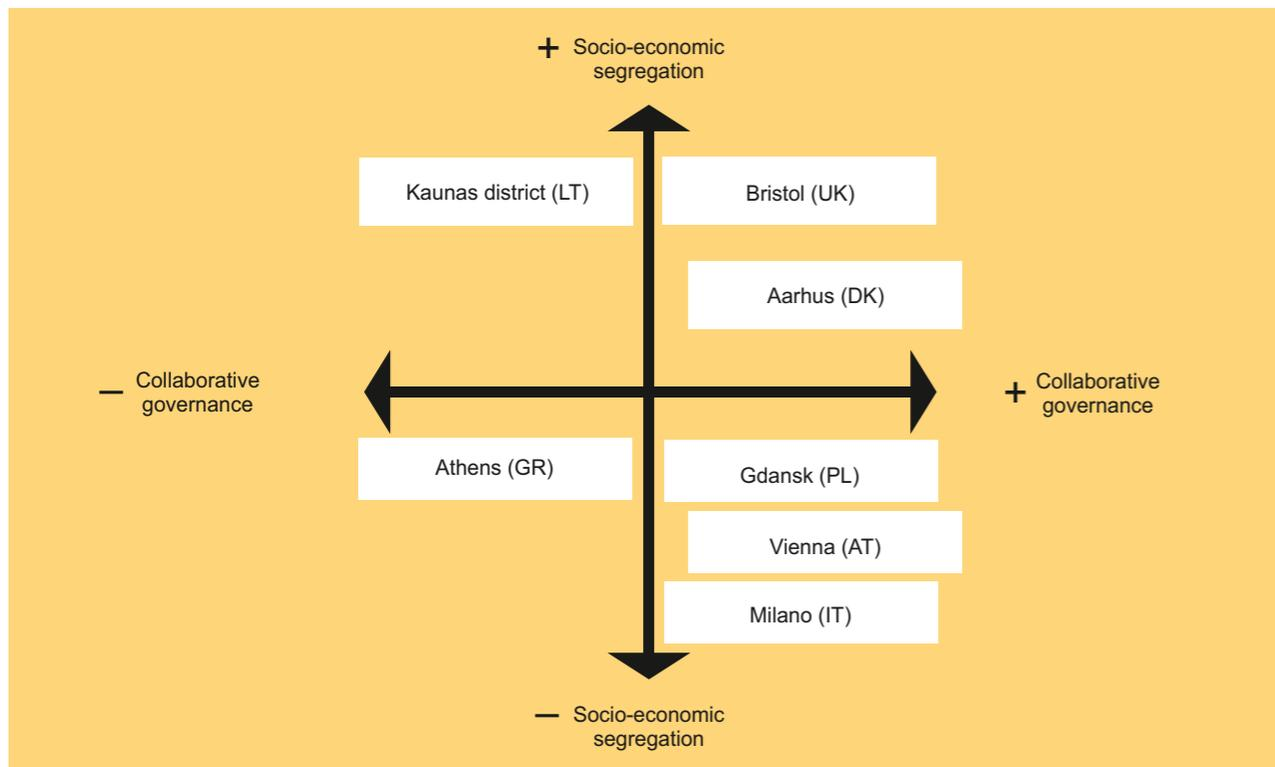 + Socio-economic
segregation
Kaunas district (LT)
Bristol (UK)
Aarhus (DK)
− Collaborative
governance
+ Collaborative
governance
Athens (GR)
Gdansk (PL)
Vienna (AT)
Milano (IT)
− Socio-economic
segregation